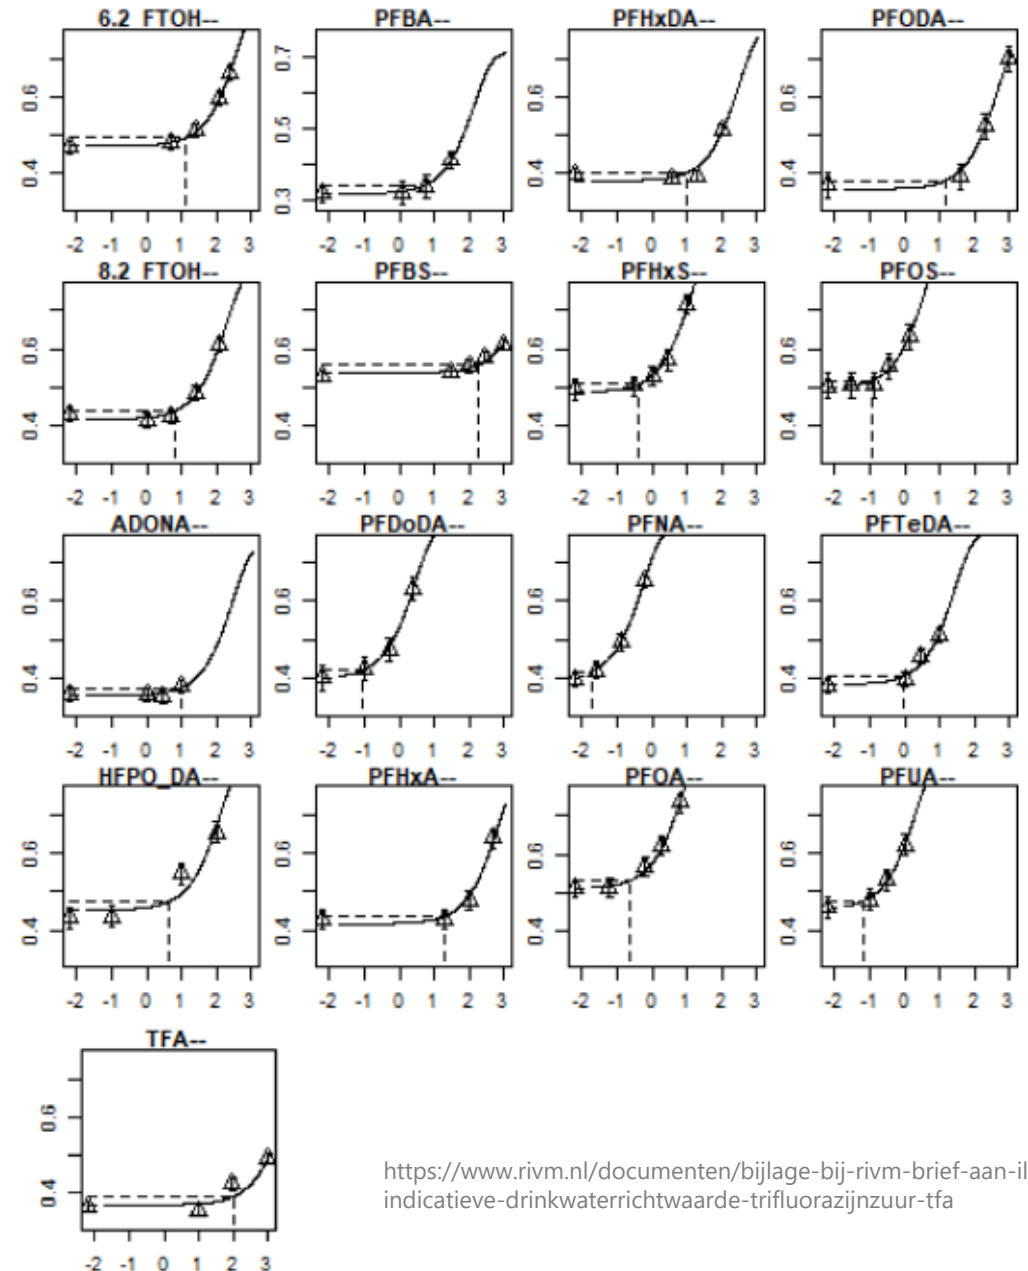 6.2_FTOH-- PFBA-- PFHxDA-- PFODA--
0.4 0.6 0.3 0.5 0.7 0.4 0.6 0.4 0.6
-2 -1 0 1 2 3 -2 -1 0 1 2 3 -2 -1 0 1 2 3 -2 -1 0 1 2 3
8.2_FTOH-- PFBS-- PFHxS-- PFOS--
0.4 0.6 0.4 0.6 0.4 0.6 0.4 0.6
-2 -1 0 1 2 3 -2 -1 0 1 2 3 -2 -1 0 1 2 3 -2 -1 0 1 2 3
ADONA-- PFDoDA-- PFNA-- PFTeDA--
0.4 0.6 0.4 0.6 0.4 0.6 0.4 0.6
-2 -1 0 1 2 3 -2 -1 0 1 2 3 -2 -1 0 1 2 3 -2 -1 0 1 2 3
HFPO_DA-- PFHxA-- PFOA-- PFUA--
0.4 0.6 0.4 0.6 0.4 0.6 0.4 0.6
-2 -1 0 1 2 3 -2 -1 0 1 2 3 -2 -1 0 1 2 3 -2 -1 0 1 2 3
TFA--
0.4 0.6
-2 -1 0 1 2 3
https://www.rivm.nl/documenten/bijlage-bij-rivm-brief-aan-il
indicatieve-drinkwaterrichtwaarde-trifluorazijnzuur-tfa